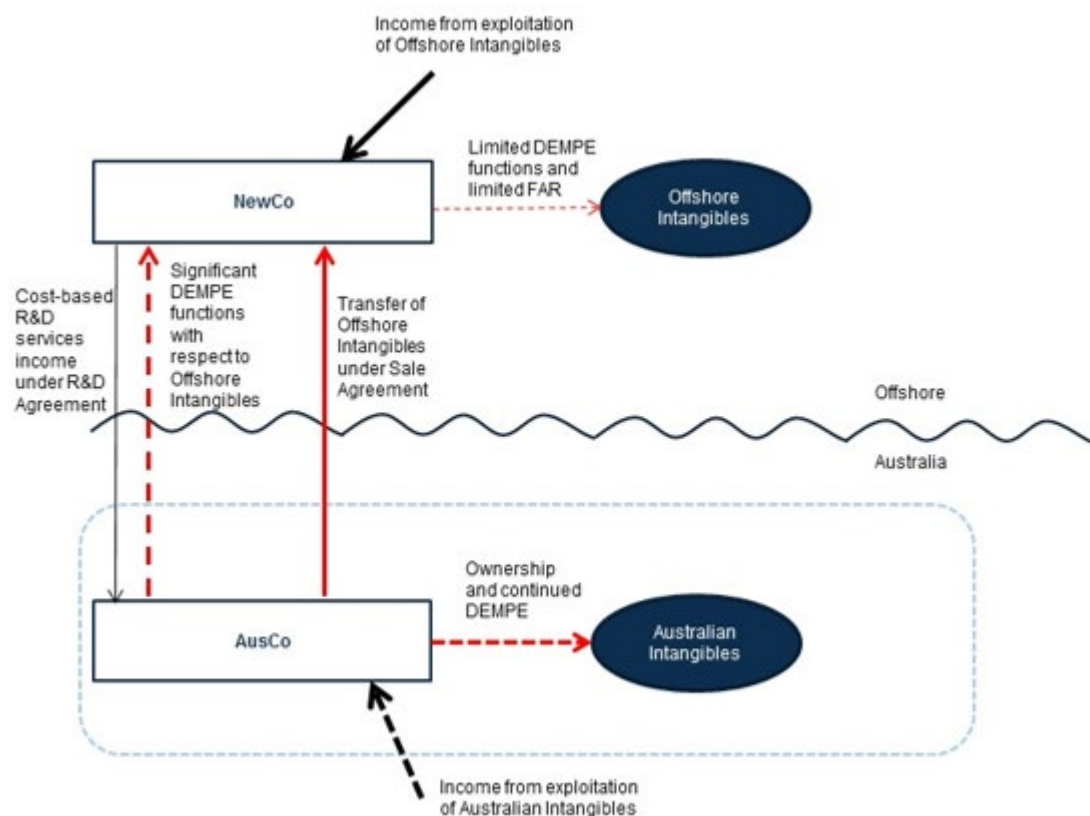 Income from exploitation
of Offshore Intangibles
NewCo
Limited DEMPE
functions and
limited FAR
Offshore
Intangibles
Cost-based
R&D
services
income
under R&D
Agreement
Significant
DEMPE
functions
with
respect to
Offshore
Intangibles
Transfer of
Offshore
Intangibles
under Sale
Agreement
Offshore
Australia
AusCo
Ownership
and continued
DEMPE
Australian
Intangibles
Income from exploitation
of Australian Intangibles